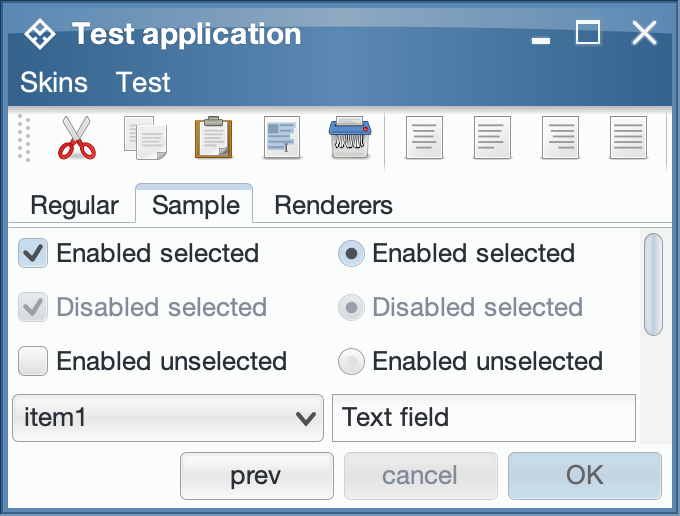 Test application
Skins Test
Regular Sample Renderers
Enabled selected Enabled selected
Disabled selected Disabled selected
Enabled unselected Enabled unselected
item1 Text field
prev cancel OK